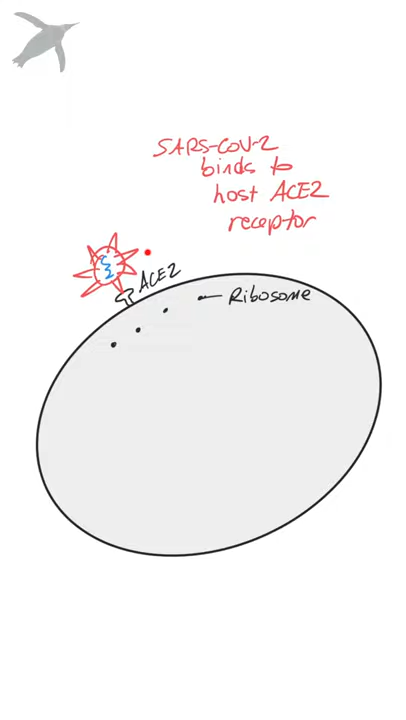 SARS-COV-2
binds to
host ACE2
receptor
ACE2
Ribosome